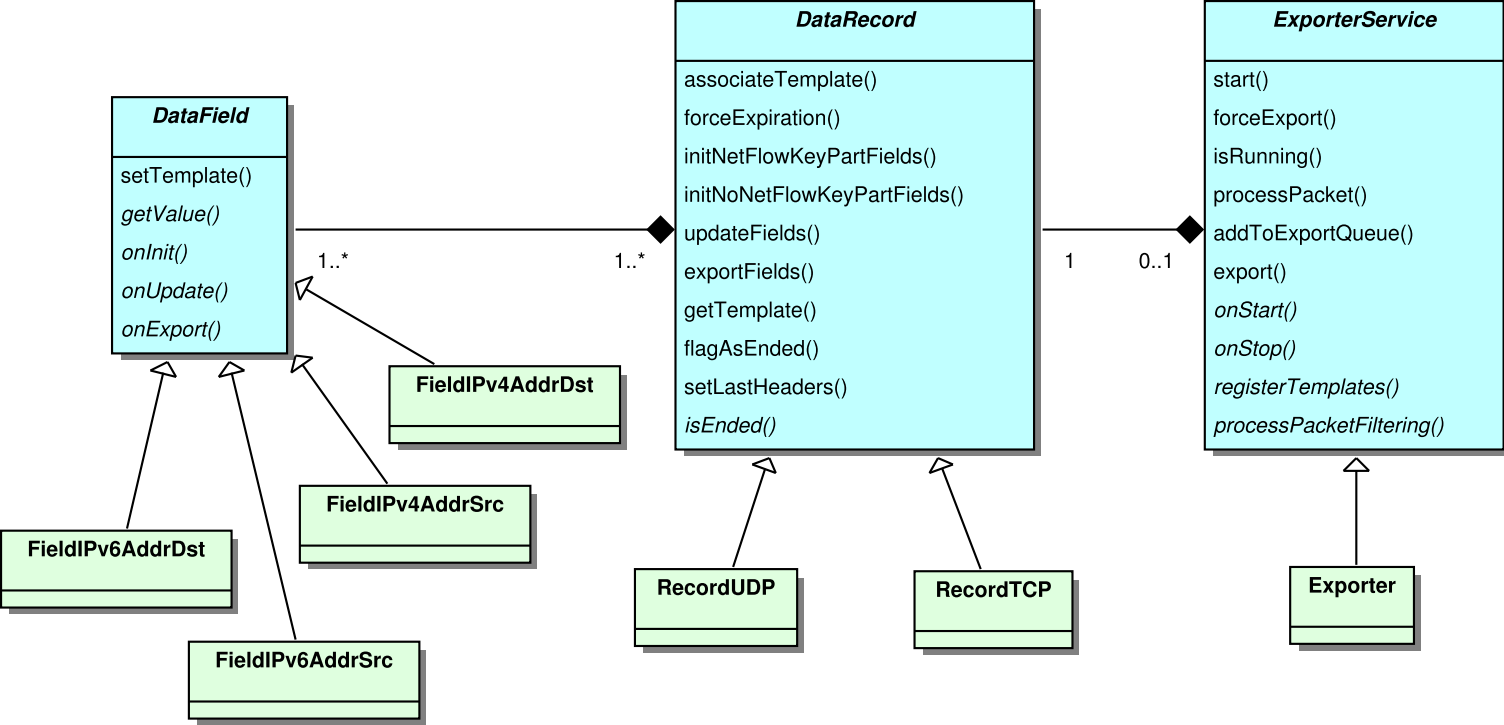 DataField
setTemplate()
getValue()
onInit()
onUpdate()
onExport()
1..*
1..*
DataRecord
associateTemplate()
forceExpiration()
initNetFlowKeyPartFields()
initNoNetFlowKeyPartFields()
updateFields()
exportFields()
getTemplate()
flagAsEnded()
setLastHeaders()
isEnded()
1
0..1
ExporterService
start()
forceExport()
isRunning()
processPacket()
addToExportQueue()
export()
onStart()
onStop()
registerTemplates()
processPacketFiltering()
FieldIPv4AddrDst
FieldIPv4AddrSrc
FieldIPv6AddrDst
FieldIPv6AddrSrc
RecordUDP
RecordTCP
Exporter